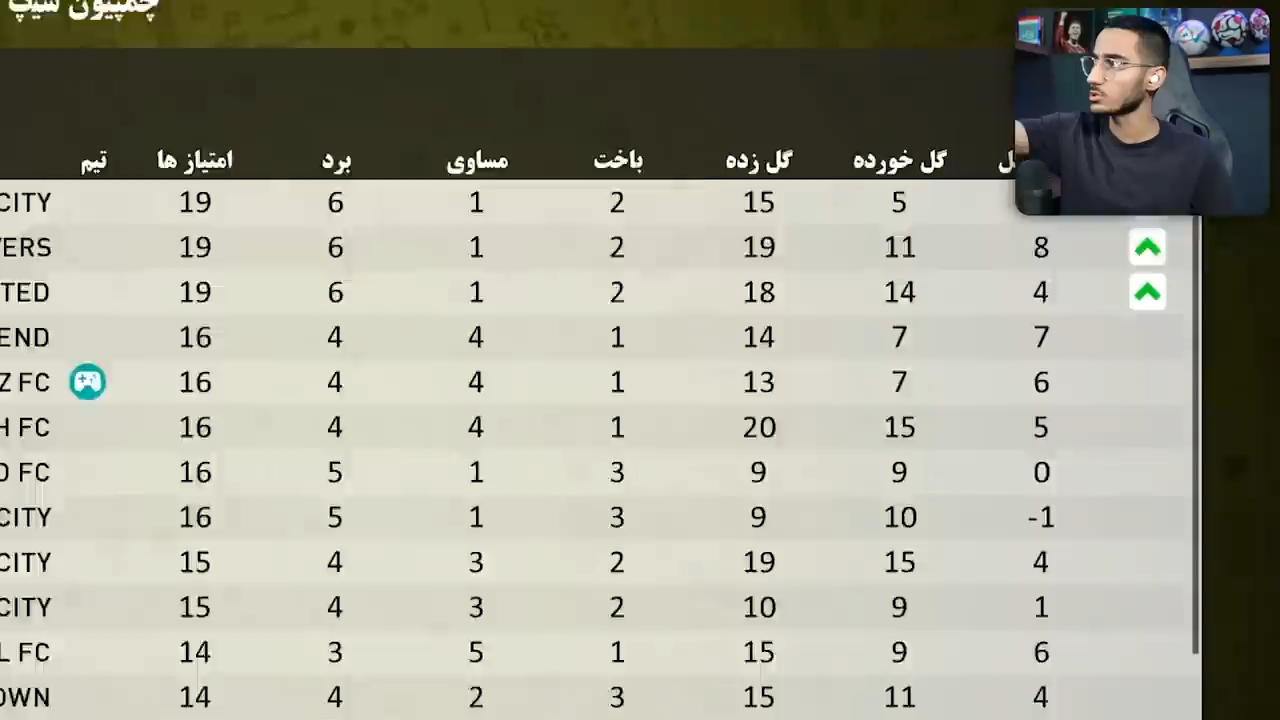 چمپیون شیپ
تیم امتیاز ها برد مساوی باخت گل زده گل خورده
CITY 19 6 1 2 15 5
VERS 19 6 1 2 19 11 8
TED 19 6 1 2 18 14 4
END 16 4 4 1 14 7 7
Z FC 16 4 4 1 13 7 6
H FC 16 4 4 1 20 15 5
D FC 16 5 1 3 9 9 0
CITY 16 5 1 3 9 10 -1
CITY 15 4 3 2 19 15 4
CITY 15 4 3 2 10 9 1
L FC 14 3 5 1 15 9 6
OWN 14 4 2 3 15 11 4